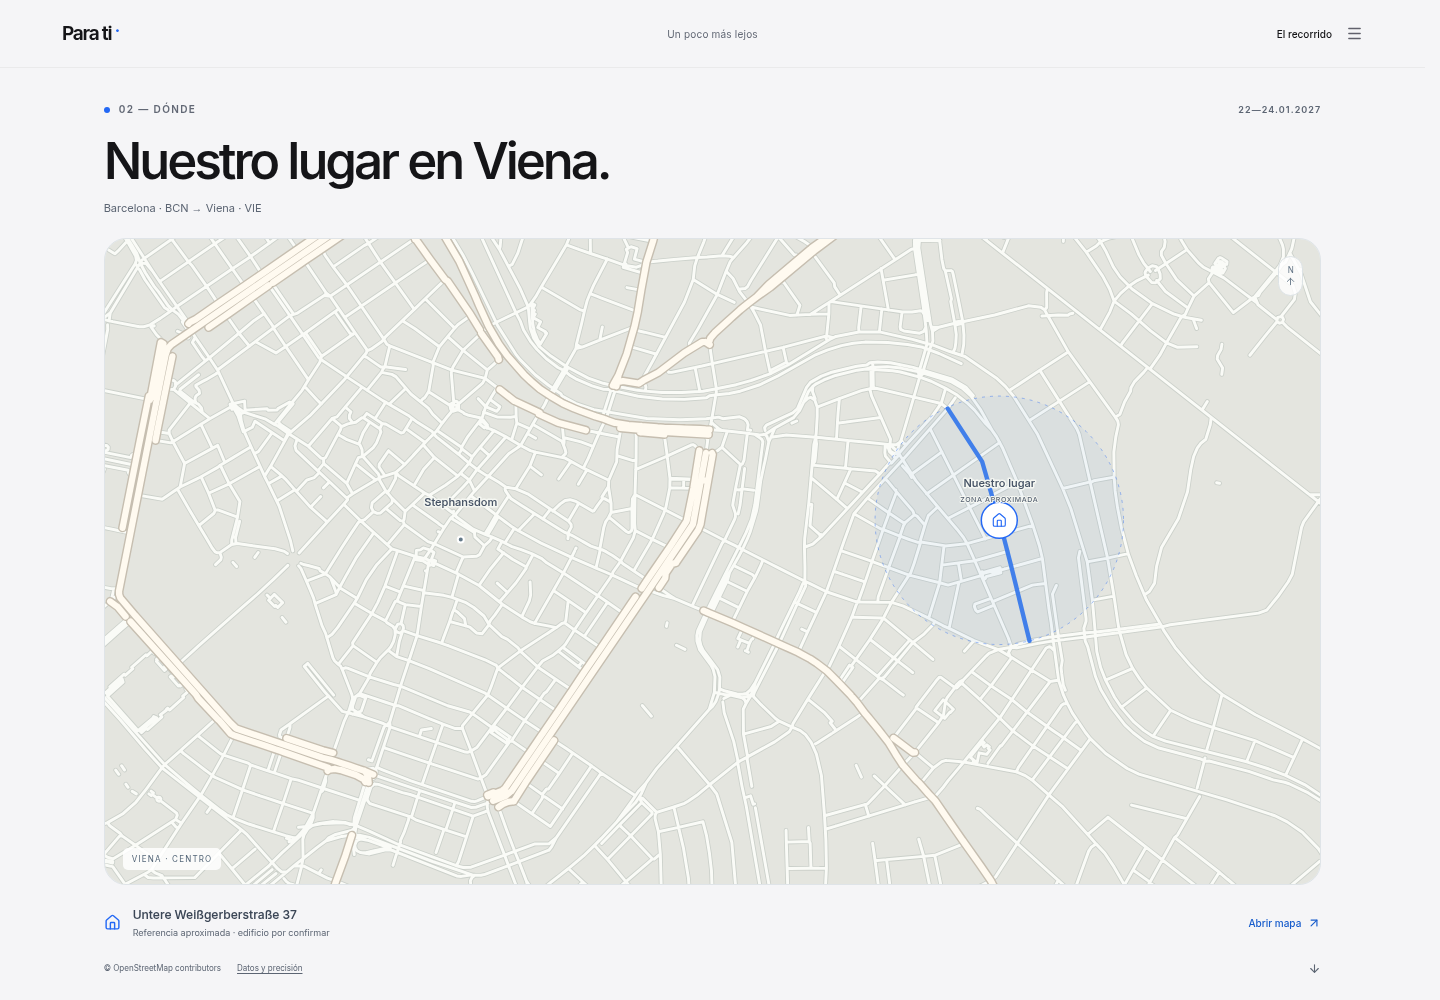 Para ti
Un poco más lejos
El recorrido
02 — DÓNDE
22—24.01.2027
Nuestro lugar en Viena.
Barcelona · BCN → Viena · VIE
N
Stephansdom
Nuestro lugar
ZONA APROXIMADA
VIENA · CENTRO
Untere Weißgerberstraße 37
Referencia aproximada · edificio por confirmar
Abrir mapa
© OpenStreetMap contributors
Datos y precisión